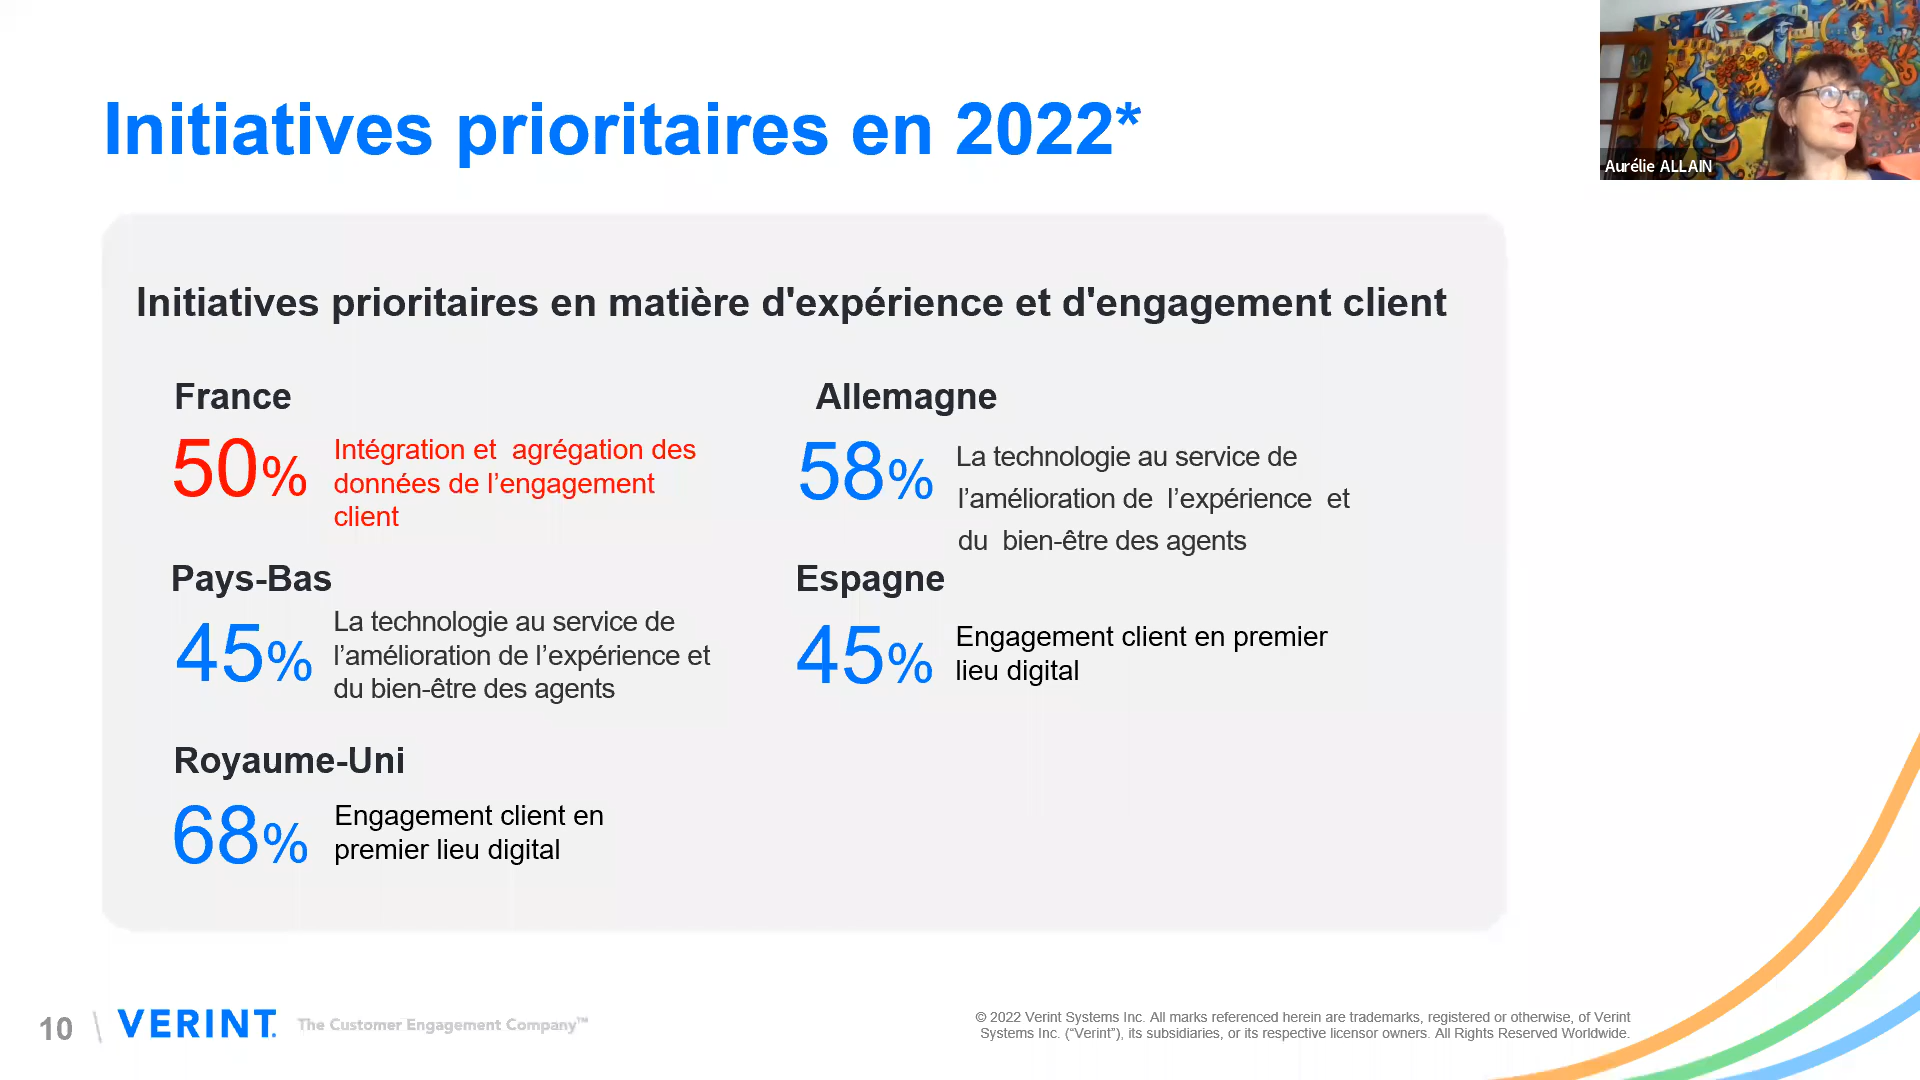 Initiatives prioritaires en 2022*
Aurélie ALLAIN
Initiatives prioritaires en matière d'expérience et d'engagement client
France
50%
Intégration et agrégation des
données de l’engagement
client
Allemagne
58%
La technologie au service de
l’amélioration de l’expérience et
du bien-être des agents
Pays-Bas
45%
La technologie au service de
l’amélioration de l’expérience et
du bien-être des agents
Espagne
45%
Engagement client en premier
lieu digital
Royaume-Uni
68%
Engagement client en
premier lieu digital
10
VERINT.
The Customer Engagement Company™
© 2022 Verint Systems Inc. All marks referenced herein are trademarks, registered or otherwise, of Verint
Systems Inc. (“Verint”), its subsidiaries, or its respective licensor owners. All Rights Reserved Worldwide.